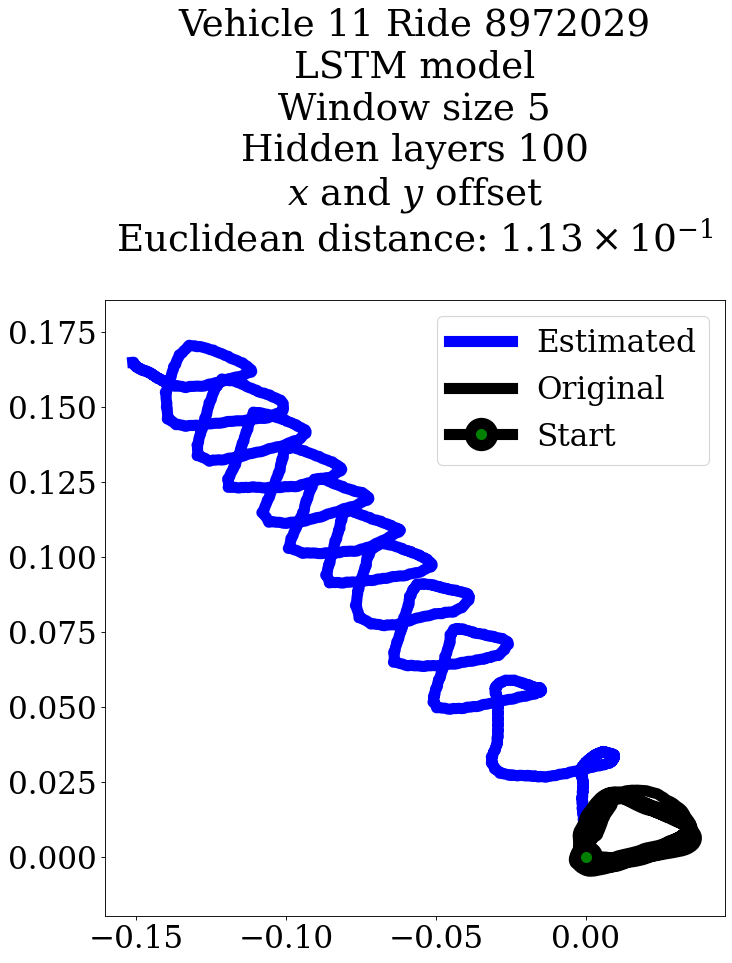 Vehicle 11 Ride 8972029
LSTM model
Window size 5
Hidden layers 100
x and y offset
Euclidean distance: 1.13 × 10⁻¹
Estimated
Original
Start
0.175
0.150
0.125
0.100
0.075
0.050
0.025
0.000
−0.15 −0.10 −0.05 0.00